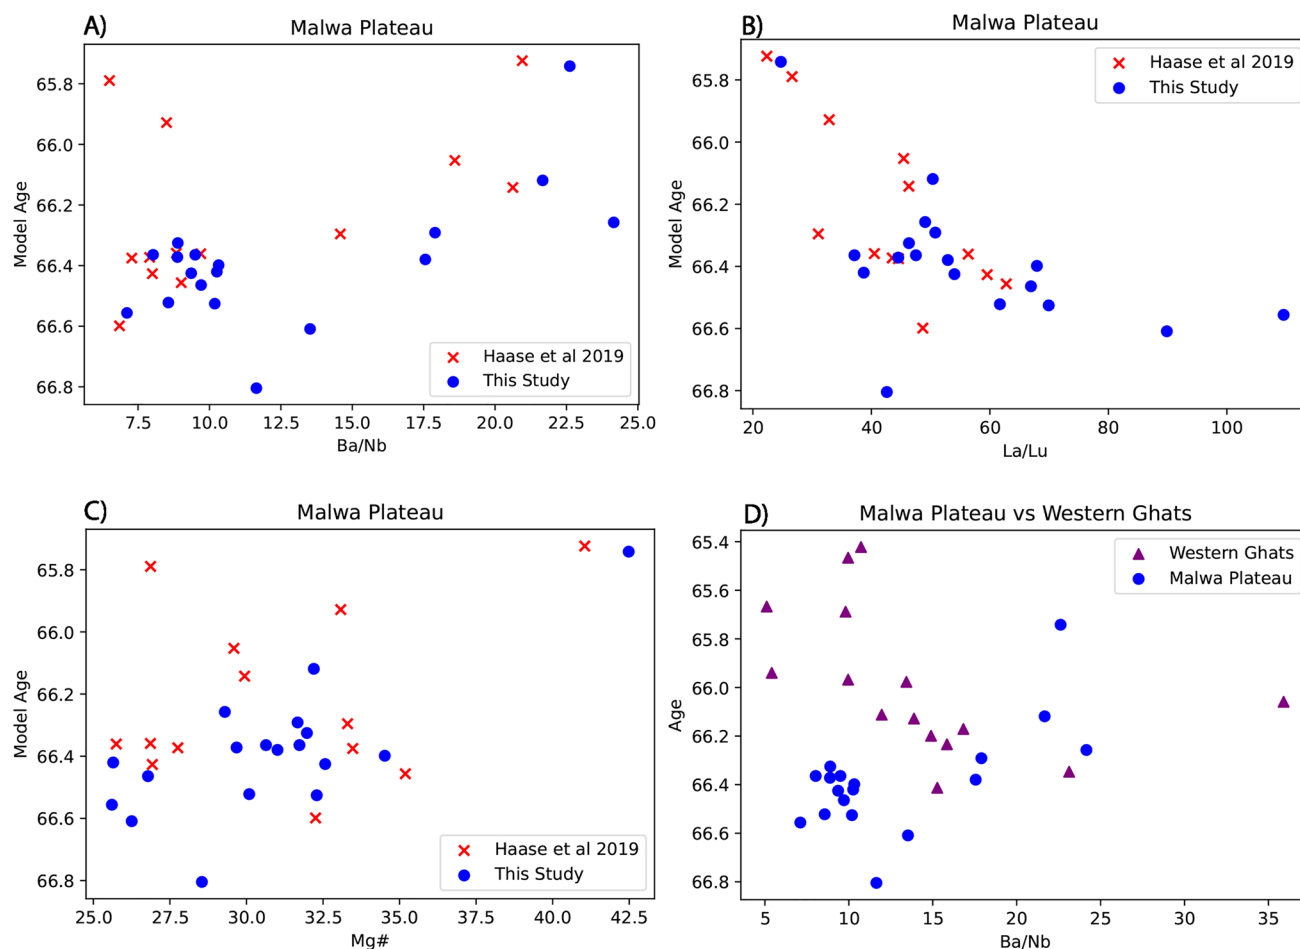 A)
Malwa Plateau
65.8
66.0
66.2
66.4
66.6
66.8
Model Age
Haase et al 2019
This Study
7.5
10.0
12.5
15.0
17.5
20.0
22.5
25.0
Ba/Nb
B)
Malwa Plateau
Haase et al 2019
This Study
65.8
66.0
66.2
66.4
66.6
66.8
Model Age
20
40
60
80
100
La/Lu
C)
Malwa Plateau
65.8
66.0
66.2
66.4
66.6
66.8
Model Age
Haase et al 2019
This Study
25.0
27.5
30.0
32.5
35.0
37.5
40.0
42.5
Mg#
D)
Malwa Plateau vs Western Ghats
Western Ghats
Malwa Plateau
65.4
65.6
65.8
66.0
66.2
66.4
66.6
66.8
Age
5
10
15
20
25
30
35
Ba/Nb